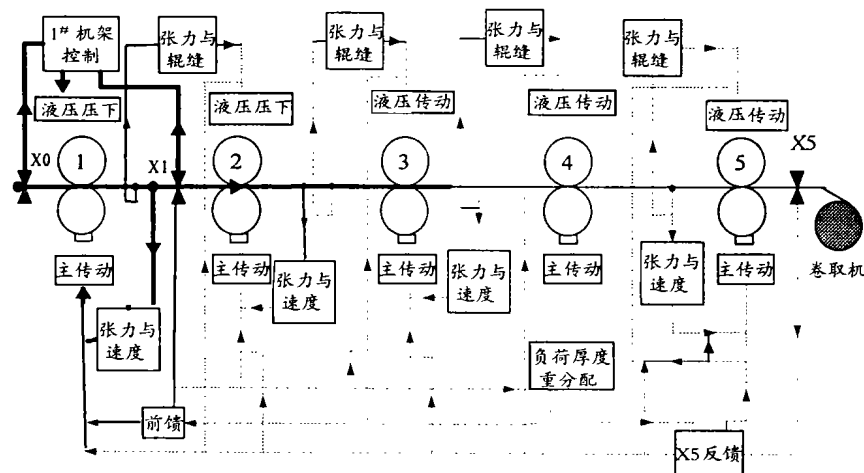 1# 机架
控制
张力与
辊缝
张力与
辊缝
张力与
辊缝
张力与
辊缝
液压压下
液压压下
液压传动
液压传动
液压传动
X0
1
X1
2
3
4
5
X5
主传动
主传动
主传动
主传动
主传动
卷取机
张力与
速度
张力与
速度
张力与
速度
张力与
速度
负荷厚度
重分配
前馈
X5反馈